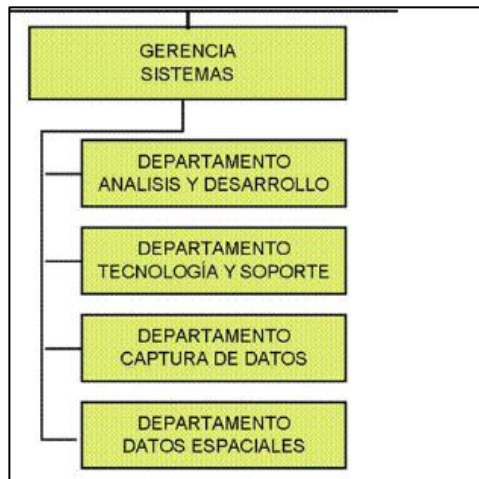 GERENCIA
SISTEMAS
DEPARTAMENTO
ANALISIS Y DESARROLLO
DEPARTAMENTO
TECNOLOGÍA Y SOPORTE
DEPARTAMENTO
CAPTURA DE DATOS
DEPARTAMENTO
DATOS ESPACIALES